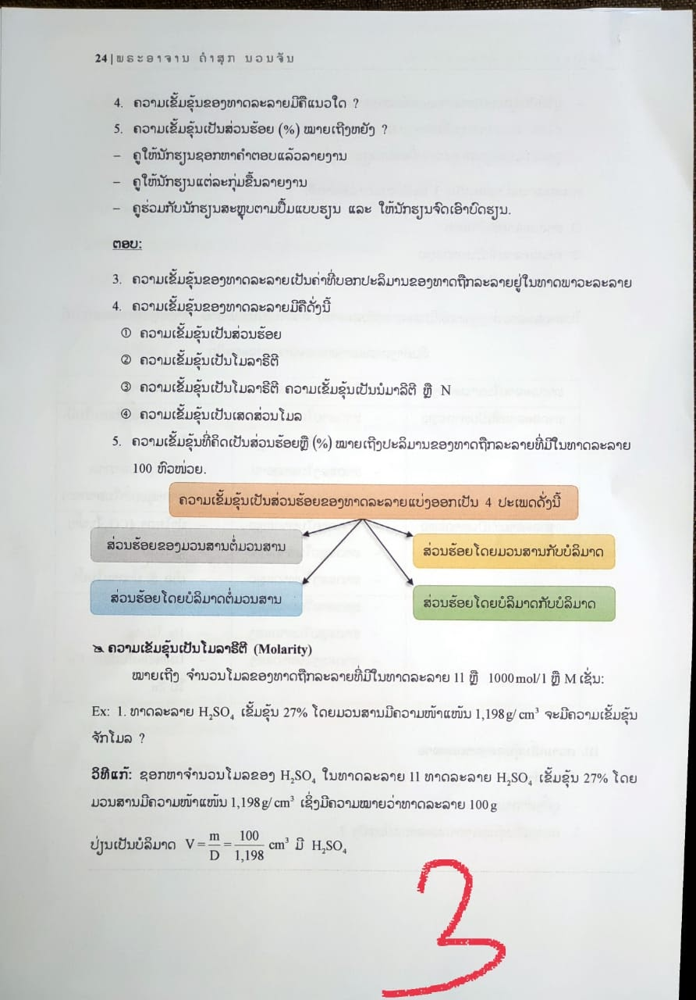 24 | ພຣະອາຈານ ຄຳສຸກ ນວນຈັນ
4. ຄວາມເຂັ້ມຂຸ້ນຂອງທາດລະລາຍມີຄືແນວໃດ ?
5. ຄວາມເຂັ້ມຂຸ້ນເປັນສ່ວນຮ້ອຍ (%) ໝາຍເຖິງຫຍັງ ?
– ຄູໃຫ້ນັກຮຽນຊອກຫາຄຳຕອບແລ້ວລາຍງານ
– ຄູໃຫ້ນັກຮຽນແຕ່ລະກຸ່ມຂຶ້ນລາຍງານ
– ຄູຮ່ວມກັບນັກຮຽນສະຫຼຸບຕາມປຶ້ມແບບຮຽນ ແລະ ໃຫ້ນັກຮຽນຈົດເອົາບົດຮຽນ.
ຕອບ:
3. ຄວາມເຂັ້ມຂຸ້ນຂອງທາດລະລາຍເປັນຄ່າທີ່ບອກປະລິມານຂອງທາດຖືກລະລາຍຢູ່ໃນທາດພາວະລະລາຍ
4. ຄວາມເຂັ້ມຂຸ້ນຂອງທາດລະລາຍມີຄືດັ່ງນີ້
① ຄວາມເຂັ້ມຂຸ້ນເປັນສ່ວນຮ້ອຍ
② ຄວາມເຂັ້ມຂຸ້ນເປັນໂມລາຣີຕີ
③ ຄວາມເຂັ້ມຂຸ້ນເປັນໂມລາຣີຕີ ຄວາມເຂັ້ມຂຸ້ນເປັນນໍມາລີຕີ ຫຼື N
④ ຄວາມເຂັ້ມຂຸ້ນເປັນເສດສ່ວນໂມລ
5. ຄວາມເຂັ້ມຂຸ້ນທີ່ຄິດເປັນສ່ວນຮ້ອຍຫຼື (%) ໝາຍເຖິງປະລິມານຂອງທາດຖືກລະລາຍທີ່ມີໃນທາດລະລາຍ
100 ຫົວໜ່ວຍ.
ຄວາມເຂັ້ມຂຸ້ນເປັນສ່ວນຮ້ອຍຂອງທາດລະລາຍແບ່ງອອກເປັນ 4 ປະເພດດັ່ງນີ້
ສ່ວນຮ້ອຍຂອງມວນສານຕໍ່ມວນສານ
ສ່ວນຮ້ອຍໂດຍມວນສານກັບບໍລິມາດ
ສ່ວນຮ້ອຍໂດຍບໍລິມາດຕໍ່ມວນສານ
ສ່ວນຮ້ອຍໂດຍບໍລິມາດກັບບໍລິມາດ
ຄວາມເຂັ້ມຂຸ້ນເປັນໂມລາຣີຕີ (Molarity)
ໝາຍເຖິງ ຈຳນວນໂມລຂອງທາດຖືກລະລາຍທີ່ມີໃນທາດລະລາຍ 1l ຫຼື 1000mol/l ຫຼື M ເຊັ່ນ:
Ex: 1. ທາດລະລາຍ H₂SO₄ ເຂັ້ມຂຸ້ນ 27% ໂດຍມວນສານມີຄວາມໜ້າແໜ້ນ 1,198g/cm³ ຈະມີຄວາມເຂັ້ມຂຸ້ນ
ຈັກໂມລ ?
ວິທີແກ້: ຊອກຫາຈຳນວນໂມລຂອງ H₂SO₄ ໃນທາດລະລາຍ 1l ທາດລະລາຍ H₂SO₄ ເຂັ້ມຂຸ້ນ 27% ໂດຍ
ມວນສານມີຄວາມໜ້າແໜ້ນ 1,198g/cm³ ເຊິ່ງມີຄວາມໝາຍວ່າທາດລະລາຍ 100g
ປ່ຽນເປັນບໍລິມາດ V = m/D = 100/1,198 cm³ ມີ H₂SO₄
3